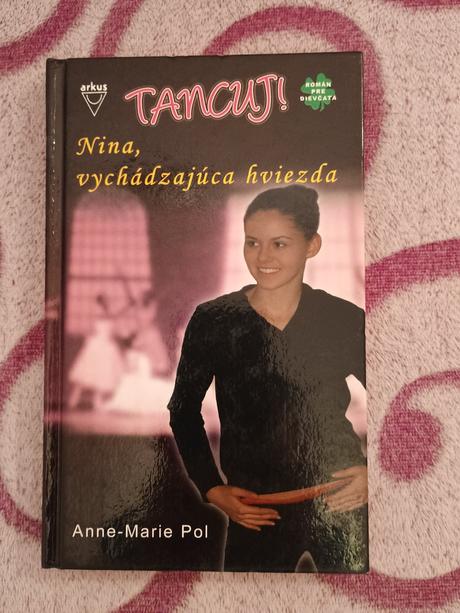 arkus
TANCUJ!
ROMÁN
PRE
DIEVČATÁ
Nina,
vychádzajúca hviezda
Anne-Marie Pol